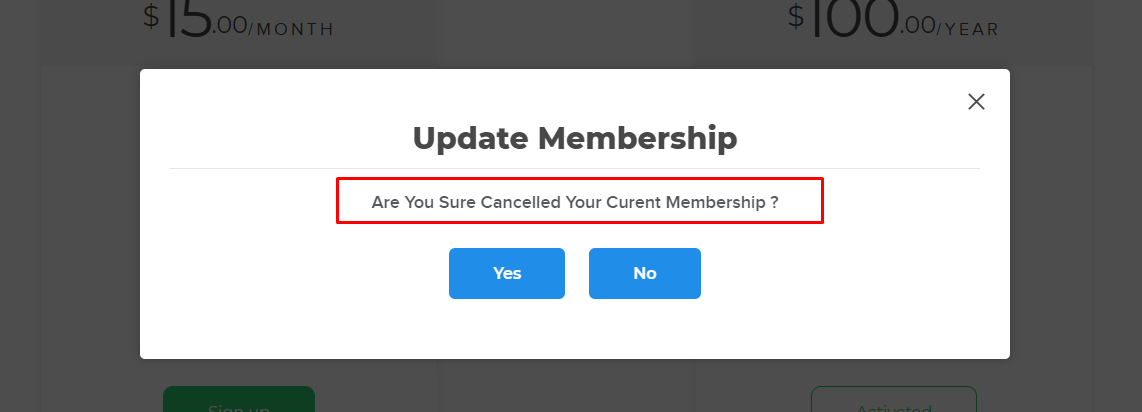 $15.00/MONTH
$100.00/YEAR
Update Membership
Are You Sure Cancelled Your Curent Membership ?
Yes
No
Sign up
Activated